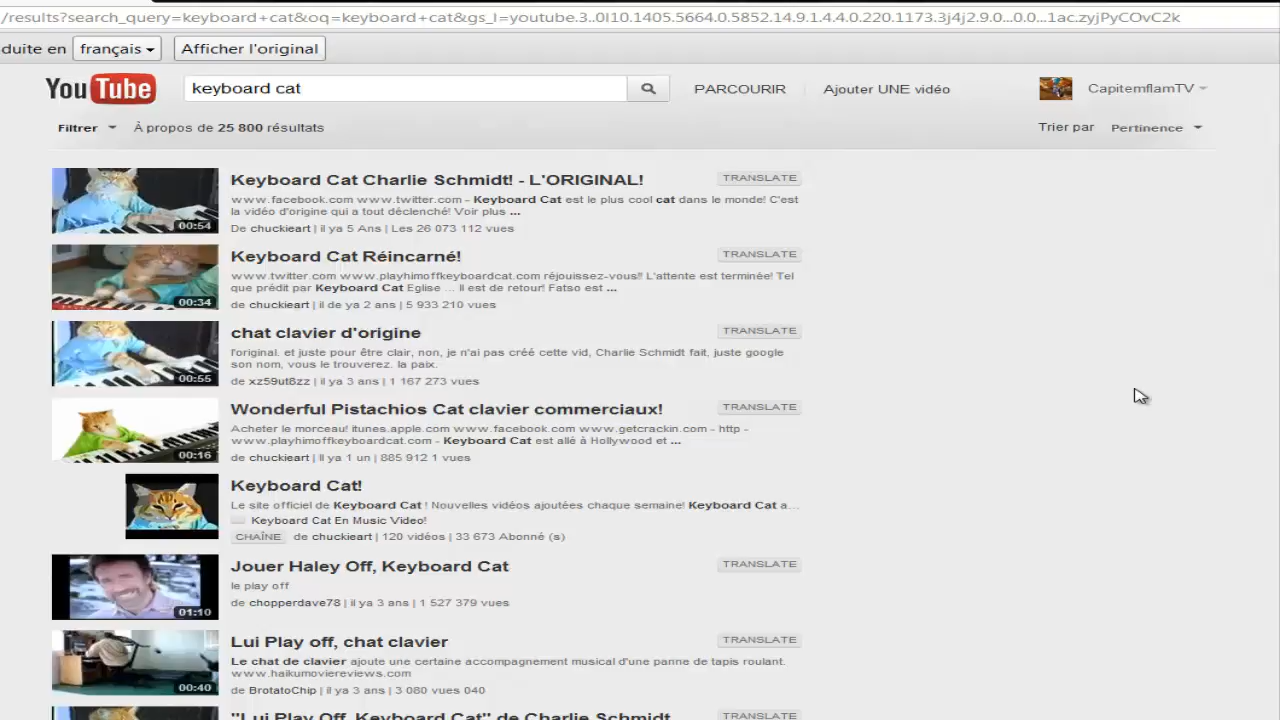 /results?search_query=keyboard+cat&oq=keyboard+cat&gs_l=youtube.3..0l10.1405.5664.0.5852.14.9.1.4.4.0.220.1173.3j4j2.9.0...0.0...1ac.zyjPyCOvC2k
duite en français Afficher l'original
YouTube keyboard cat PARCOURIR Ajouter UNE vidéo CapitemflamTV
Filtrer À propos de 25 800 résultats Trier par Pertinence
Keyboard Cat Charlie Schmidt! - L'ORIGINAL! TRANSLATE
www.facebook.com www.twitter.com - Keyboard Cat est le plus cool cat dans le monde! C'est
la vidéo d'origine qui a tout déclenché! Voir plus ...
00:54
De chuckieart | il ya 5 Ans | Les 26 073 112 vues
Keyboard Cat Réincarné! TRANSLATE
www.twitter.com www.playhimoffkeyboardcat.com réjouissez-vous!! L'attente est terminée! Tel
que prédit par Keyboard Cat Eglise ... Il est de retour! Fatso est ...
00:34
de chuckieart | il de ya 2 ans | 5 933 210 vues
chat clavier d'origine TRANSLATE
l'original. et juste pour être clair, non, je n'ai pas créé cette vid, Charlie Schmidt fait, juste google
son nom, vous le trouverez. la paix.
00:55
de xz59ut8zz | il ya 3 ans | 1 167 273 vues
Wonderful Pistachios Cat clavier commerciaux! TRANSLATE
Acheter le morceau! itunes.apple.com www.facebook.com www.getcrackin.com - http -
www.playhimoffkeyboardcat.com - Keyboard Cat est allé à Hollywood et ...
00:16
de chuckieart | il ya 1 un | 885 912 1 vues
Keyboard Cat!
Le site officiel de Keyboard Cat ! Nouvelles vidéos ajoutées chaque semaine! Keyboard Cat a...
Keyboard Cat En Music Video!
CHAÎNE de chuckieart | 120 vidéos | 33 673 Abonné (s)
Jouer Haley Off, Keyboard Cat TRANSLATE
le play off
01:10
de chopperdave78 | il ya 3 ans | 1 527 379 vues
Lui Play off, chat clavier TRANSLATE
Le chat de clavier ajoute une certaine accompagnement musical d'une panne de tapis roulant.
www.haikumoviereviews.com
00:40
de BrotatoChip | il ya 3 ans | 3 080 vues 040
"Lui Play Off, Keyboard Cat" de Charlie Schmidt TRANSLATE